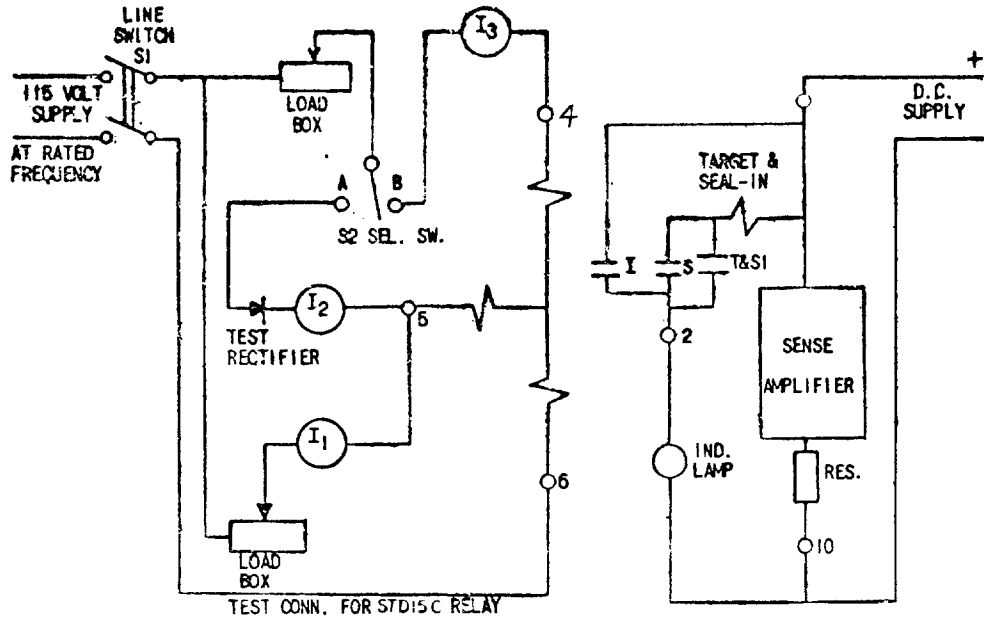 LINE
SWITCH
S1
115 VOLT
SUPPLY
AT RATED
FREQUENCY
LOAD
BOX
I3
4
A
B
S2 SEL. SW.
TEST
RECTIFIER
I2
5
I1
6
LOAD
BOX
TEST CONN. FOR STD15C RELAY
+
D.C.
SUPPLY
TARGET &
SEAL-IN
I
S
T&SI
2
SENSE
AMPLIFIER
IND.
LAMP
RES.
10